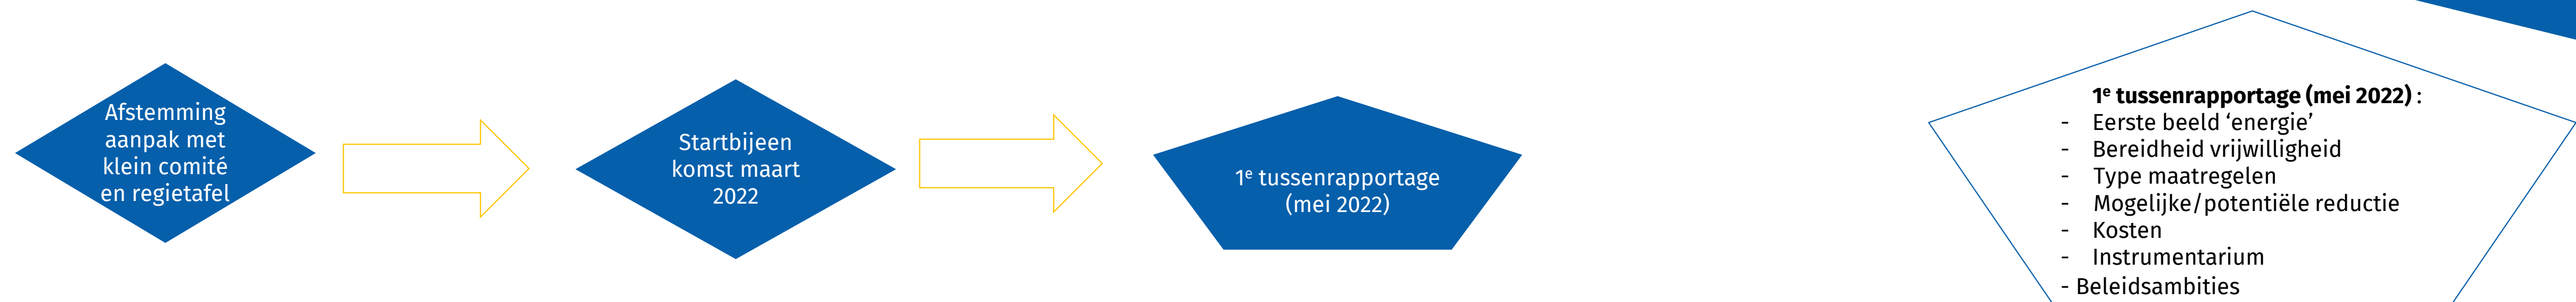 Afstemming
aanpak met
klein comité
en regietafel
Startbijeen
komst maart
2022
1e tussenrapportage
(mei 2022)
1e tussenrapportage (mei 2022) :
- Eerste beeld ‘energie’
- Bereidheid vrijwilligheid
- Type maatregelen
- Mogelijke/potentiële reductie
- Kosten
- Instrumentarium
- Beleidsambities